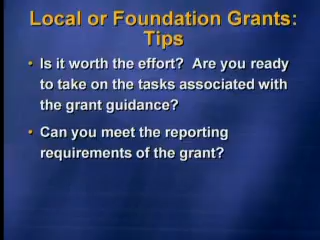 Local or Foundation Grants:
Tips
• Is it worth the effort?  Are you ready
to take on the tasks associated with
the grant guidance?
• Can you meet the reporting
requirements of the grant?